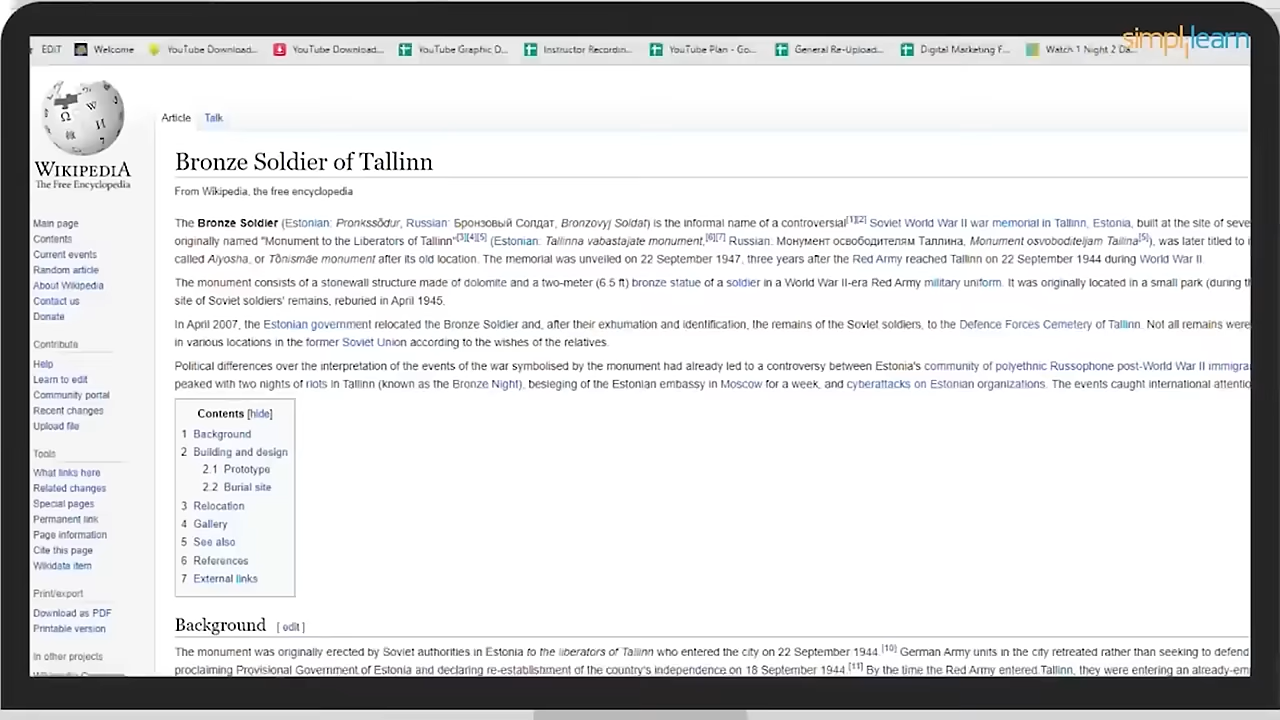 EDIT Welcome YouTube Download... YouTube Download... YouTube Graphic D... Instructor Recordin... YouTube Plan - Go... General Re-Upload... Digital Marketing F... Watch 1 Night 2 Da...
simplilearn
WIKIPEDIA
The Free Encyclopedia
Main page
Contents
Current events
Random article
About Wikipedia
Contact us
Donate
Contribute
Help
Learn to edit
Community portal
Recent changes
Upload file
Tools
What links here
Related changes
Special pages
Permanent link
Page information
Cite this page
Wikidata item
Print/export
Download as PDF
Printable version
In other projects
Article Talk
Bronze Soldier of Tallinn
From Wikipedia, the free encyclopedia
The Bronze Soldier (Estonian: Pronkssõdur, Russian: Бронзовый Солдат, Bronzovyj Soldat) is the informal name of a controversial[1][2] Soviet World War II war memorial in Tallinn, Estonia, built at the site of seve
originally named "Monument to the Liberators of Tallinn"[3][4][5] (Estonian: Tallinna vabastajate monument,[6][7] Russian: Монумент освободителям Таллина, Monument osvoboditeljam Tallina[5]), was later titled to
called Alyosha, or Tõnismäe monument after its old location. The memorial was unveiled on 22 September 1947, three years after the Red Army reached Tallinn on 22 September 1944 during World War II.
The monument consists of a stonewall structure made of dolomite and a two-meter (6.5 ft) bronze statue of a soldier in a World War II-era Red Army military uniform. It was originally located in a small park (during th
site of Soviet soldiers' remains, reburied in April 1945.
In April 2007, the Estonian government relocated the Bronze Soldier and, after their exhumation and identification, the remains of the Soviet soldiers, to the Defence Forces Cemetery of Tallinn. Not all remains were
in various locations in the former Soviet Union according to the wishes of the relatives.
Political differences over the interpretation of the events of the war symbolised by the monument had already led to a controversy between Estonia's community of polyethnic Russophone post-World War II immigra
peaked with two nights of riots in Tallinn (known as the Bronze Night), besieging of the Estonian embassy in Moscow for a week, and cyberattacks on Estonian organizations. The events caught international attentio
Contents [hide]
1 Background
2 Building and design
2.1 Prototype
2.2 Burial site
3 Relocation
4 Gallery
5 See also
6 References
7 External links
Background [ edit ]
The monument was originally erected by Soviet authorities in Estonia to the liberators of Tallinn who entered the city on 22 September 1944.[10] German Army units in the city retreated rather than seeking to defend
proclaiming Provisional Government of Estonia and declaring re-establishment of the country's independence on 18 September 1944.[11] By the time the Red Army entered Tallinn, they were entering an already-em